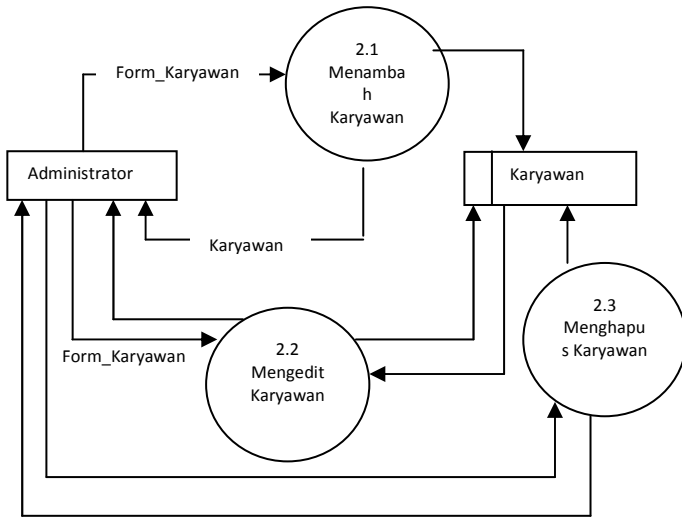 2.1
Menamba
h
Karyawan
Form_Karyawan
Administrator
Karyawan
Karyawan
2.3
Menghapu
s Karyawan
2.2
Mengedit
Karyawan
Form_Karyawan